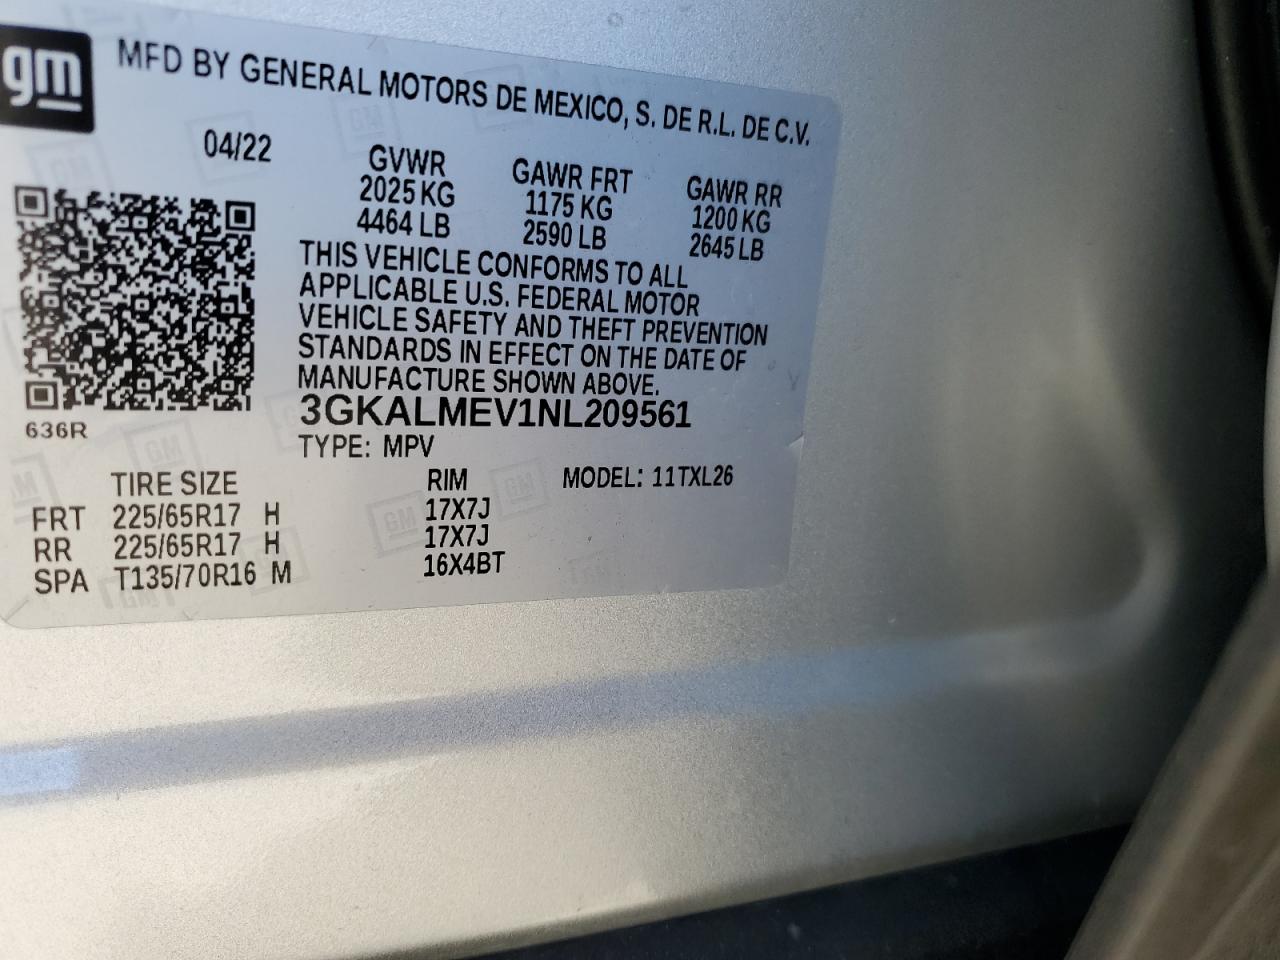 gm
MFD BY GENERAL MOTORS DE MEXICO, S. DE R.L. DE C.V.
04/22
GVWR GAWR FRT GAWR RR
2025 KG 1175 KG 1200 KG
4464 LB 2590 LB 2645 LB
THIS VEHICLE CONFORMS TO ALL
APPLICABLE U.S. FEDERAL MOTOR
VEHICLE SAFETY AND THEFT PREVENTION
STANDARDS IN EFFECT ON THE DATE OF
MANUFACTURE SHOWN ABOVE.
3GKALMEV1NL209561
636R
TYPE: MPV
TIRE SIZE RIM MODEL: 11TXL26
FRT 225/65R17 H 17X7J
RR 225/65R17 H 17X7J
SPA T135/70R16 M 16X4BT